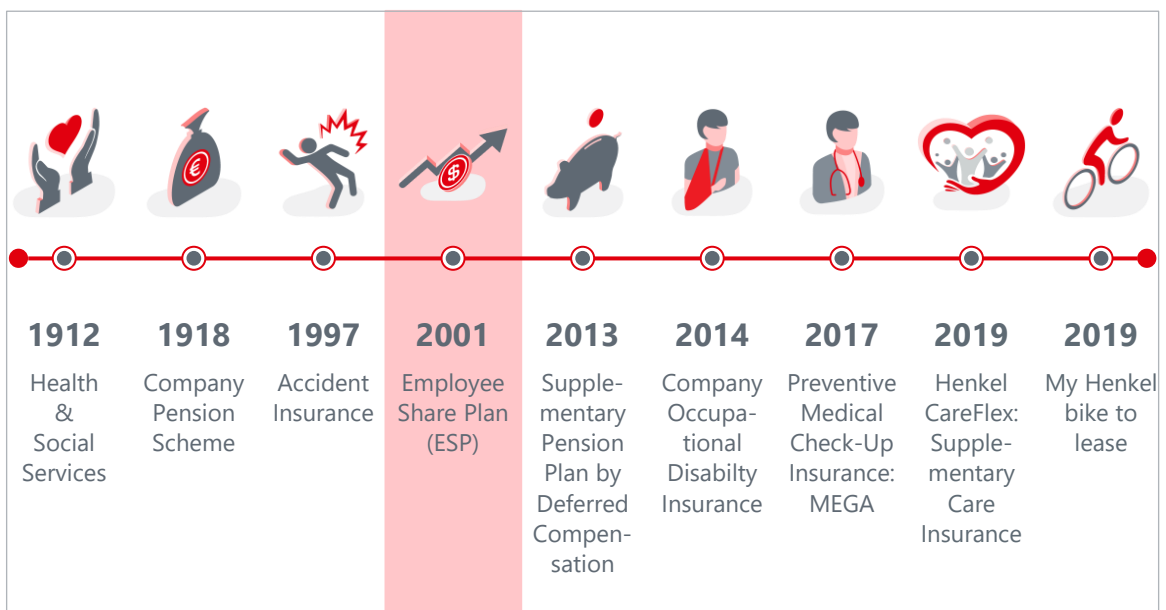 €
$
1912
Health
&
Social
Services
1918
Company
Pension
Scheme
1997
Accident
Insurance
2001
Employee
Share Plan
(ESP)
2013
Supple-
mentary
Pension
Plan by
Deferred
Compen-
sation
2014
Company
Occupa-
tional
Disabilty
Insurance
2017
Preventive
Medical
Check-Up
Insurance:
MEGA
2019
Henkel
CareFlex:
Supple-
mentary
Care
Insurance
2019
My Henkel
bike to
lease